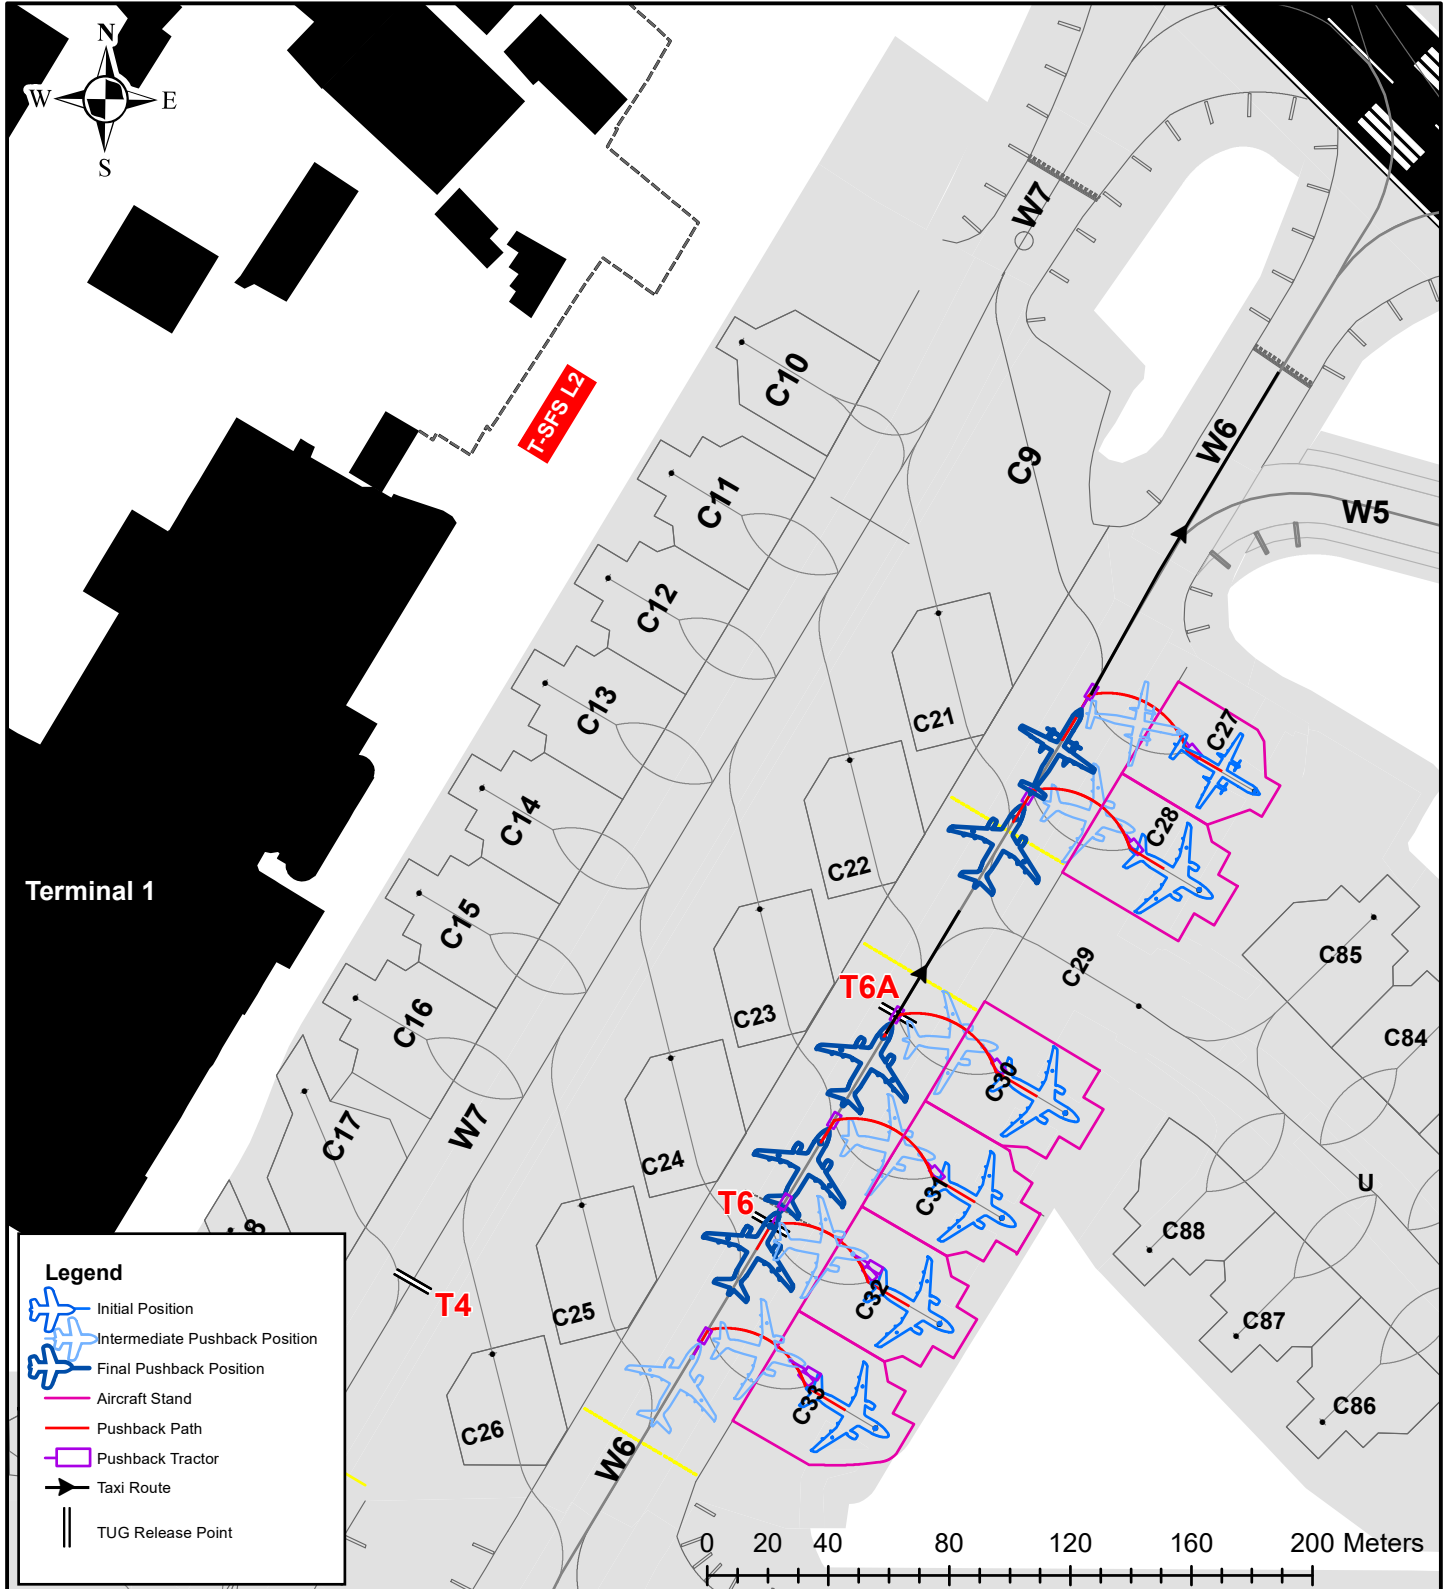 N
W E
S
W7
C10
T-SFS L2
C9
W6
C11
W5
C12
C13
C21
C27
C14
C28
C22
Terminal 1
C15
C29
C85
T6A
C16
C23
C84
C30
C17
W7
C24
C31
U
T6
C88
8
C32
T4
C25
C87
C33
C86
C26
W6
Legend
Initial Position
Intermediate Pushback Position
Final Pushback Position
Aircraft Stand
Pushback Path
Pushback Tractor
Taxi Route
TUG Release Point
0 20 40 80 120 160 200 Meters